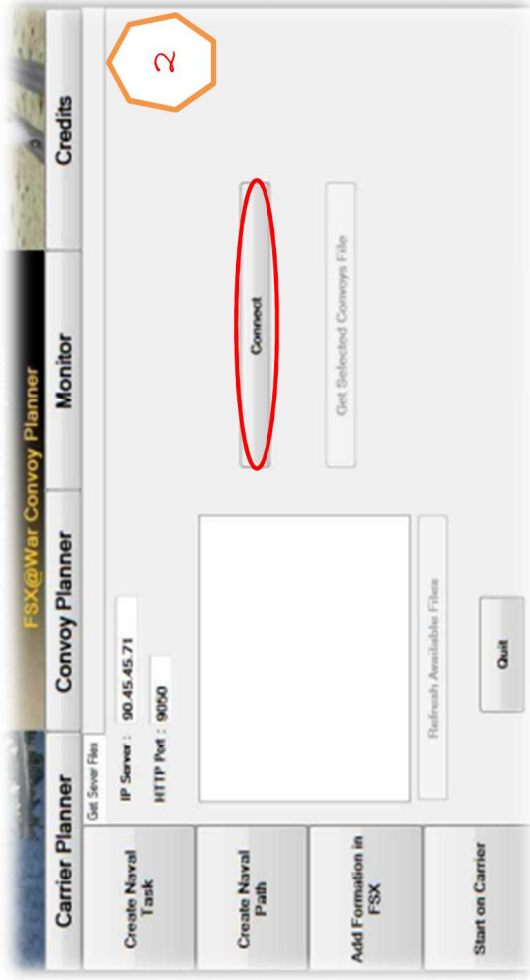 FSX@War Convoy Planner
Carrier Planner
Convoy Planner
Monitor
Credits
Get Sever Files
IP Server : 90.45.45.71
HTTP Port : 9050
2
Create Naval
Task
Create Naval
Path
Add Formation in
FSX
Start on Carrier
Connect
Get Selected Convoys File
Refresh Available Files
Quit